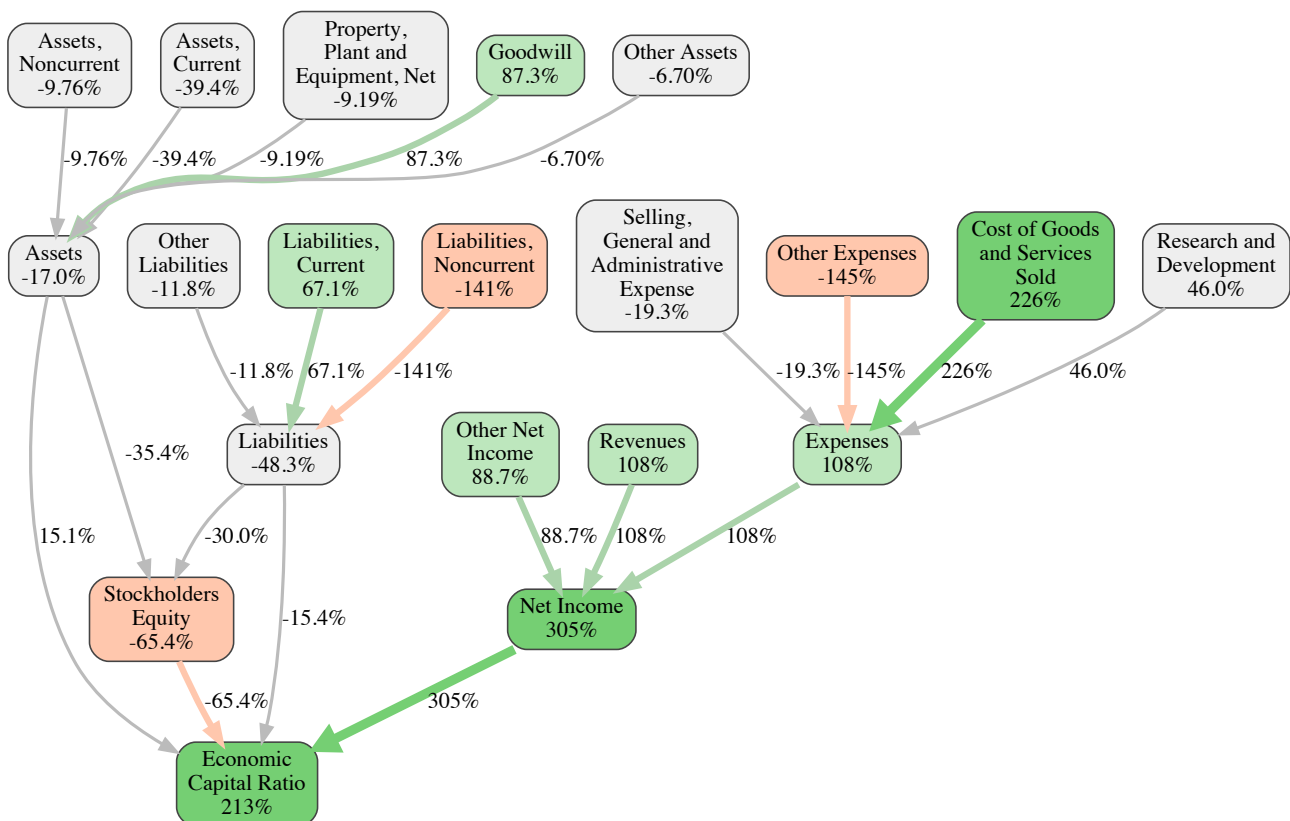 Assets,
Noncurrent
-9.76%
Assets,
Current
-39.4%
Property,
Plant and
Equipment, Net
-9.19%
Goodwill
87.3%
Other Assets
-6.70%
-9.76%
-39.4%
-9.19%
87.3%
-6.70%
Assets
-17.0%
Other
Liabilities
-11.8%
Liabilities,
Current
67.1%
Liabilities,
Noncurrent
-141%
Selling,
General and
Administrative
Expense
-19.3%
Other Expenses
-145%
Cost of Goods
and Services
Sold
226%
Research and
Development
46.0%
-11.8%
67.1%
-141%
-19.3%
-145%
226%
46.0%
-35.4%
Liabilities
-48.3%
Other Net
Income
88.7%
Revenues
108%
Expenses
108%
15.1%
-30.0%
88.7%
108%
108%
Stockholders
Equity
-65.4%
-15.4%
Net Income
305%
-65.4%
305%
Economic
Capital Ratio
213%